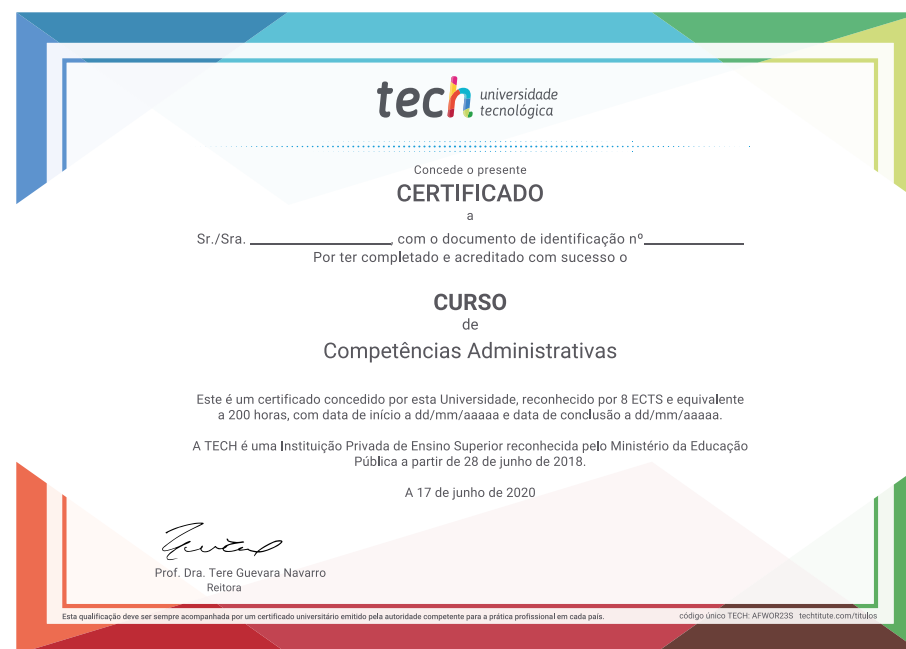 tech universidade
tecnológica
Concede o presente
CERTIFICADO
a
Sr./Sra. _________________, com o documento de identificação nº____________
Por ter completado e acreditado com sucesso o
CURSO
de
Competências Administrativas
Este é um certificado concedido por esta Universidade, reconhecido por 8 ECTS e equivalente
a 200 horas, com data de início a dd/mm/aaaaa e data de conclusão a dd/mm/aaaaa.
A TECH é uma Instituição Privada de Ensino Superior reconhecida pelo Ministério da Educação
Pública a partir de 28 de junho de 2018.
A 17 de junho de 2020
Prof. Dra. Tere Guevara Navarro
Reitora
Esta qualificação deve ser sempre acompanhada por um certificado universitário emitido pela autoridade competente para a prática profissional em cada país.
código único TECH: AFWOR23S techtitute.com/titulos